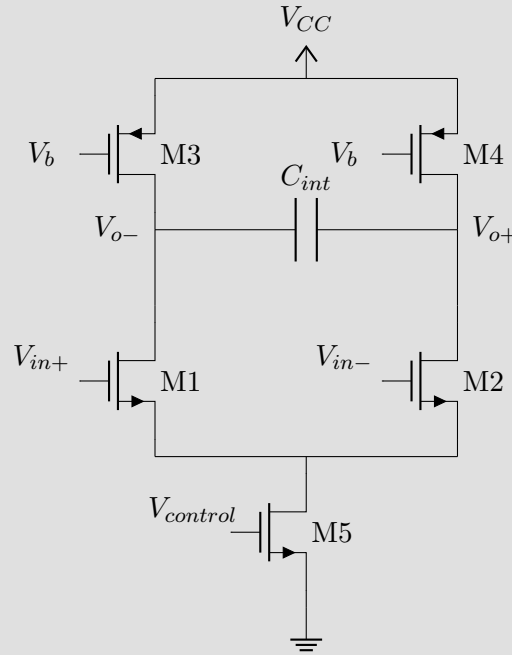 V_{CC}
V_b M3 V_b M4
C_{int}
V_{o-} V_{o+}
V_{in+} M1 V_{in-} M2
V_{control} M5